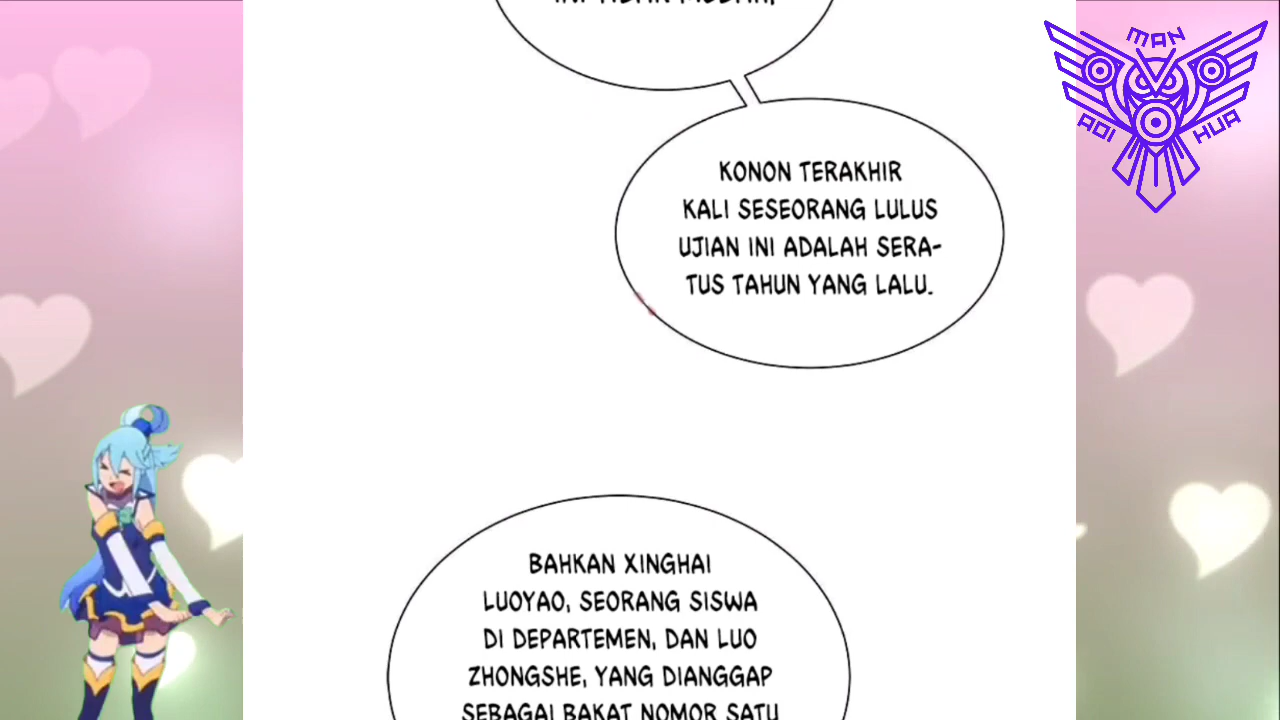 MAN
AOI HUA
KONON TERAKHIR
KALI SESEORANG LULUS
UJIAN INI ADALAH SERA-
TUS TAHUN YANG LALU.
BAHKAN XINGHAI
LUOYAO, SEORANG SISWA
DI DEPARTEMEN, DAN LUO
ZHONGSHE, YANG DIANGGAP
SEBAGAI BAKAT NOMOR SATU